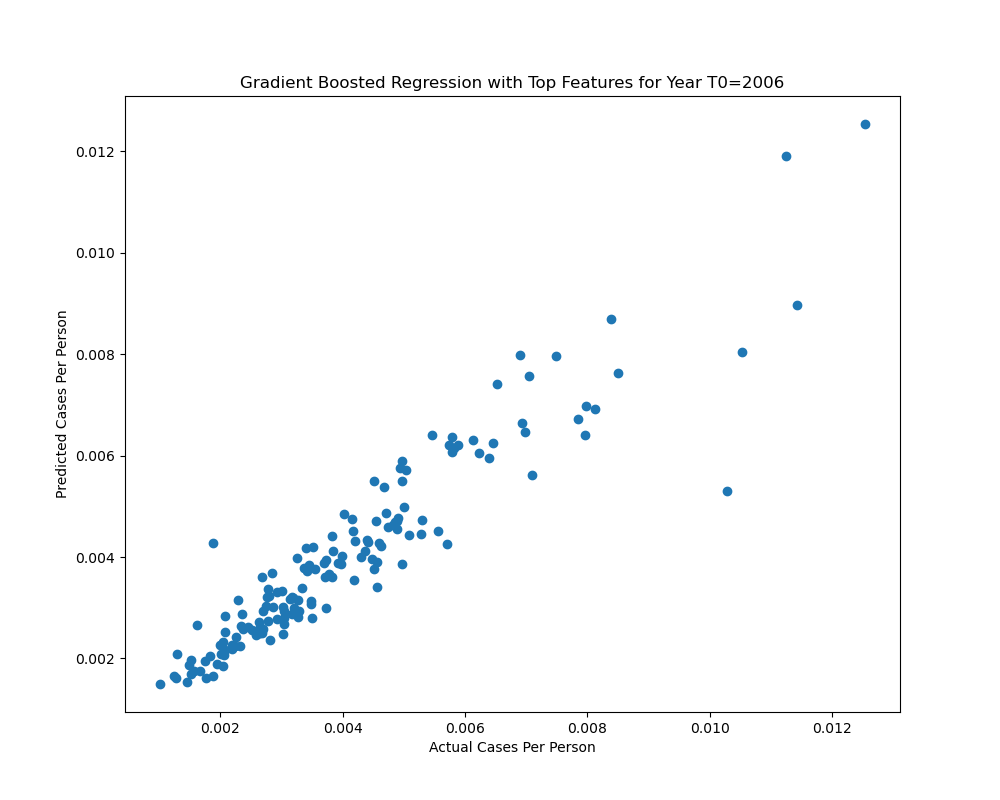 Gradient Boosted Regression with Top Features for Year T0=2006
0.012
0.010
0.008
0.006
0.004
0.002
Predicted Cases Per Person
0.002 0.004 0.006 0.008 0.010 0.012
Actual Cases Per Person